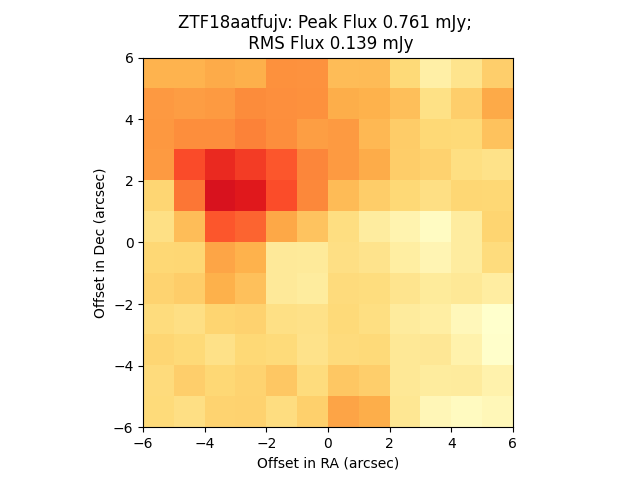 ZTF18aatfujv: Peak Flux 0.761 mJy;
RMS Flux 0.139 mJy
6
4
2
0
−2
−4
−6
Offset in Dec (arcsec)
−6 −4 −2 0 2 4 6
Offset in RA (arcsec)